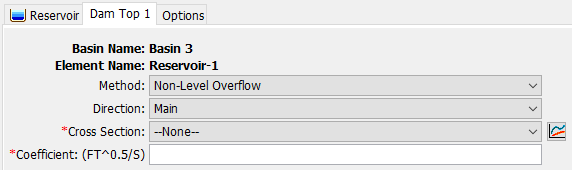 Reservoir Dam Top 1 Options
Basin Name: Basin 3
Element Name: Reservoir-1
Method: Non-Level Overflow
Direction: Main
*Cross Section: --None--
*Coefficient: (FT^0.5/S)